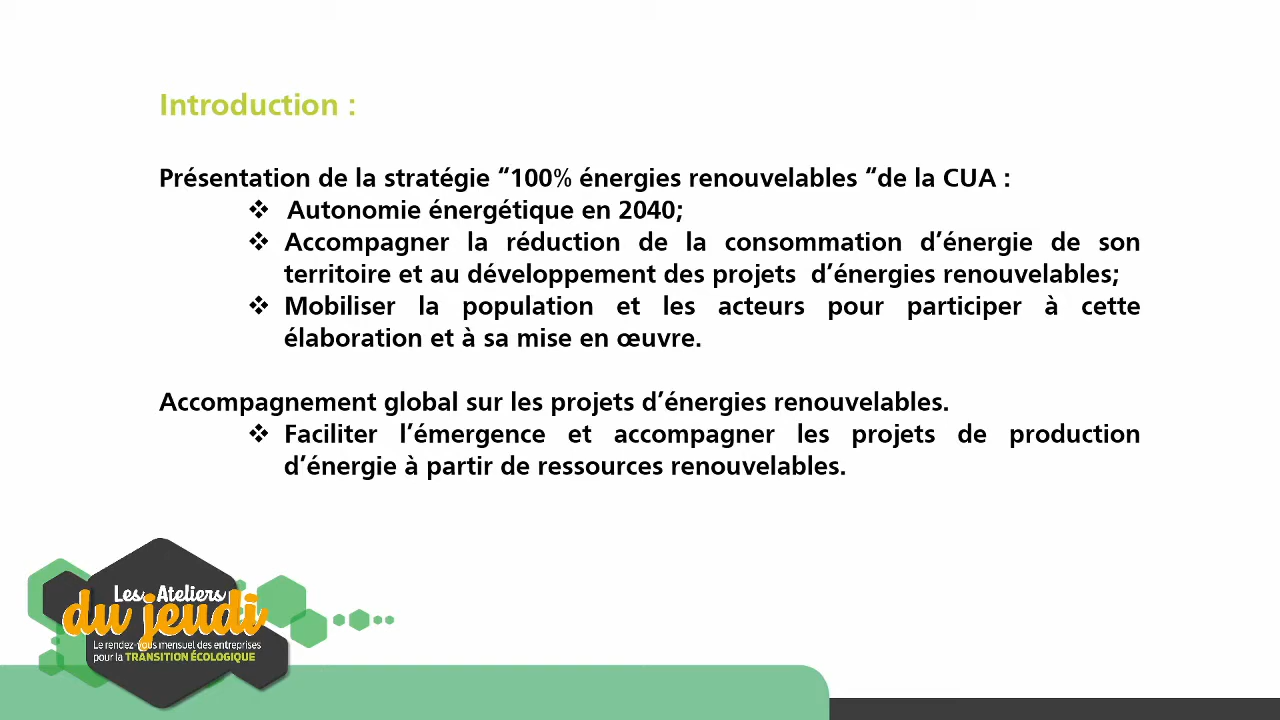 Introduction :
Présentation de la stratégie “100% énergies renouvelables “de la CUA :
❖ Autonomie énergétique en 2040;
❖ Accompagner la réduction de la consommation d’énergie de son
territoire et au développement des projets d’énergies renouvelables;
❖ Mobiliser la population et les acteurs pour participer à cette
élaboration et à sa mise en œuvre.
Accompagnement global sur les projets d’énergies renouvelables.
❖ Faciliter l’émergence et accompagner les projets de production
d’énergie à partir de ressources renouvelables.
Les Ateliers
du jeudi
Le rendez-vous mensuel des entreprises
pour la TRANSITION ÉCOLOGIQUE